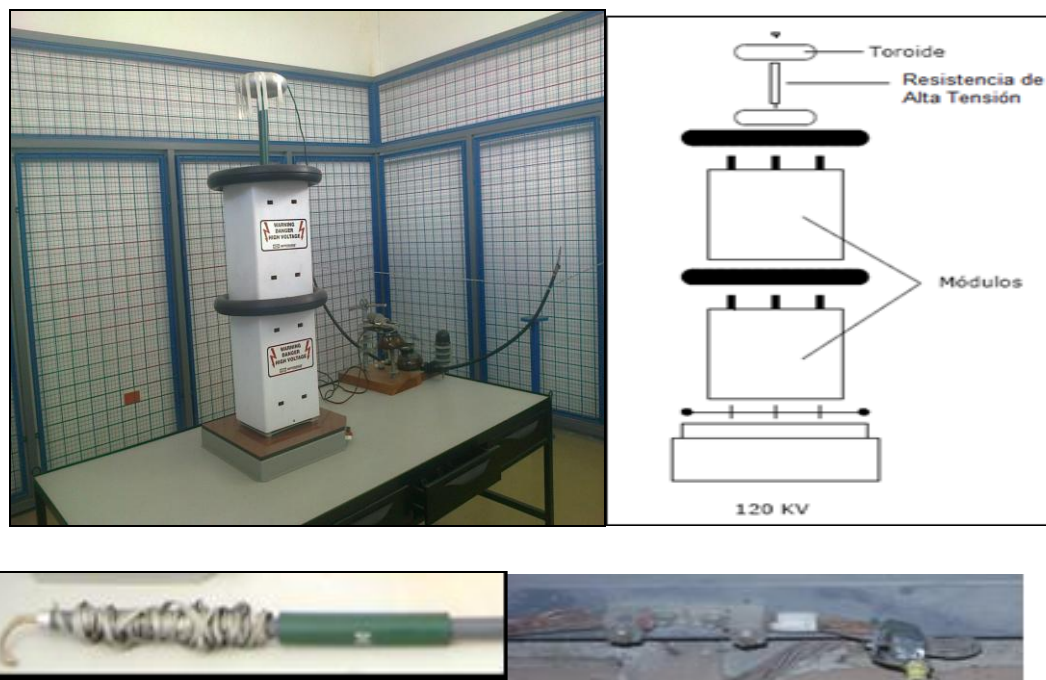 WARNING
DANGER
HIGH VOLTAGE
WARNING
DANGER
HIGH VOLTAGE
Toroide
Resistencia de
Alta Tensión
Módulos
120 KV